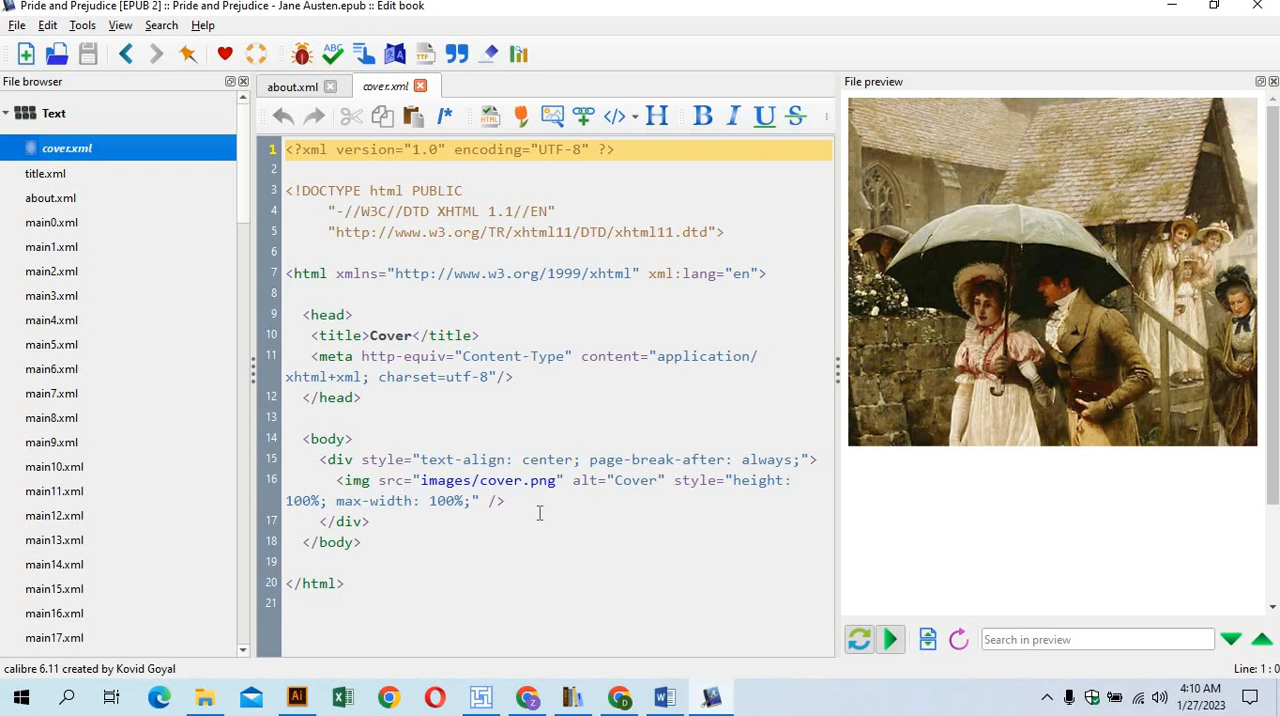 Pride and Prejudice [EPUB 2] :: Pride and Prejudice - Jane Austen.epub :: Edit book
File Edit Tools View Search Help
ABC
TTF
File browser
about.xml cover.xml
File preview
Text
cover.xml
title.xml
about.xml
main0.xml
main1.xml
main2.xml
main3.xml
main4.xml
main5.xml
main6.xml
main7.xml
main8.xml
main9.xml
main10.xml
main11.xml
main12.xml
main13.xml
main14.xml
main15.xml
main16.xml
main17.xml
/* HTML </> H B I U S
1 <?xml version="1.0" encoding="UTF-8" ?>
2
3 <!DOCTYPE html PUBLIC
4 "-//W3C//DTD XHTML 1.1//EN"
5 "http://www.w3.org/TR/xhtml11/DTD/xhtml11.dtd">
6
7 <html xmlns="http://www.w3.org/1999/xhtml" xml:lang="en">
8
9 <head>
10 <title>Cover</title>
11 <meta http-equiv="Content-Type" content="application/
xhtml+xml; charset=utf-8"/>
12 </head>
13
14 <body>
15 <div style="text-align: center; page-break-after: always;">
16 <img src="images/cover.png" alt="Cover" style="height:
100%; max-width: 100%;" />
17 </div>
18 </body>
19
20 </html>
21
Search in preview
calibre 6.11 created by Kovid Goyal
Line: 1 : 0
Ai
Z
D
4:10 AM
1/27/2023